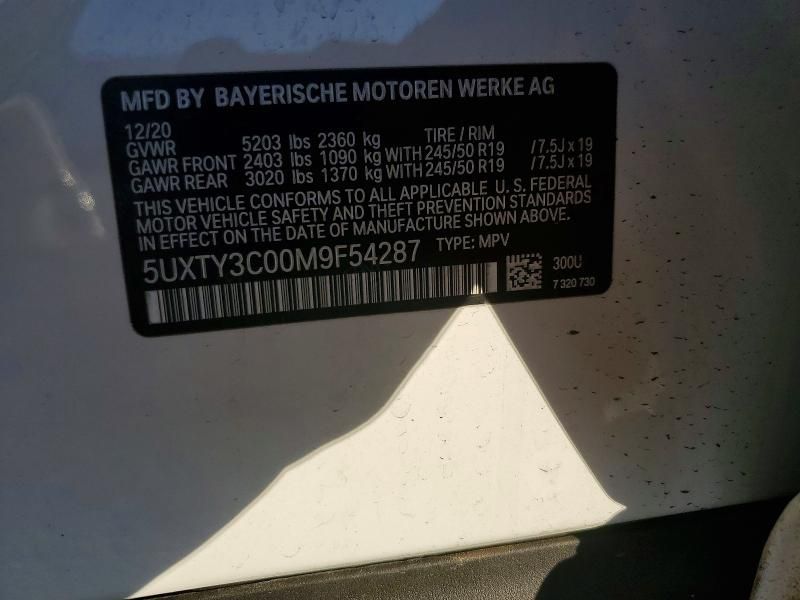 MFD BY BAYERISCHE MOTOREN WERKE AG
12/20 TIRE / RIM
GVWR 5203 lbs 2360 kg
GAWR FRONT 2403 lbs 1090 kg WITH 245/50 R19 /7.5J x 19
GAWR REAR 3020 lbs 1370 kg WITH 245/50 R19 /7.5J x 19
THIS VEHICLE CONFORMS TO ALL APPLICABLE U. S. FEDERAL
MOTOR VEHICLE SAFETY AND THEFT PREVENTION STANDARDS
IN EFFECT ON THE DATE OF MANUFACTURE SHOWN ABOVE.
5UXTY3C00M9F54287 TYPE: MPV
300U
7 320 730